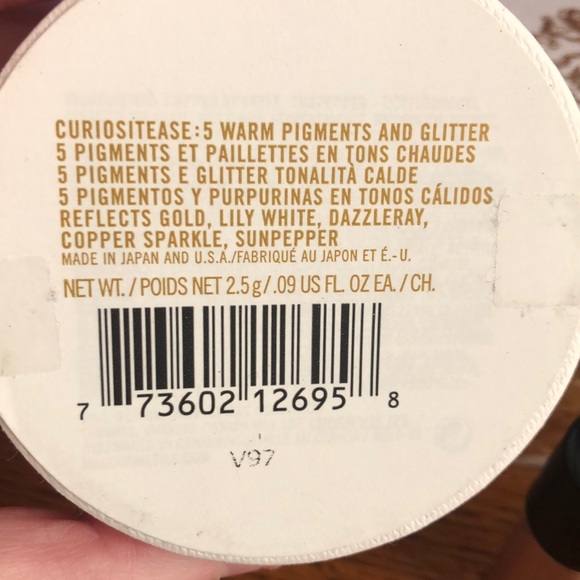 CURIOSITEASE: 5 WARM PIGMENTS AND GLITTER
5 PIGMENTS ET PAILLETTES EN TONS CHAUDES
5 PIGMENTS E GLITTER TONALITÀ CALDE
5 PIGMENTOS Y PURPURINAS EN TONOS CÁLIDOS
REFLECTS GOLD, LILY WHITE, DAZZLERAY,
COPPER SPARKLE, SUNPEPPER
MADE IN JAPAN AND U.S.A./FABRIQUÉ AU JAPON ET É.-U.
NET WT./POIDS NET 2.5g/.09 US FL. OZ EA./CH.
7 73602 12695 8
V97